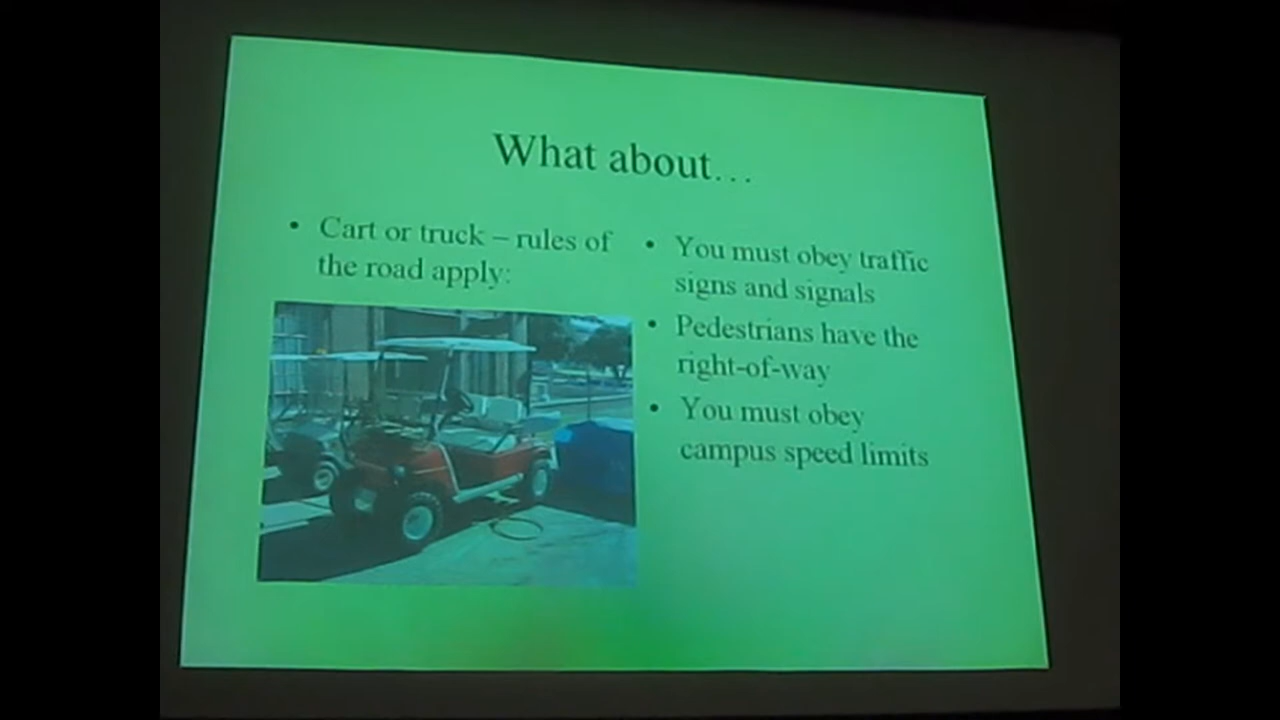 What about…
• Cart or truck – rules of
the road apply:
• You must obey traffic
signs and signals
• Pedestrians have the
right-of-way
• You must obey
campus speed limits